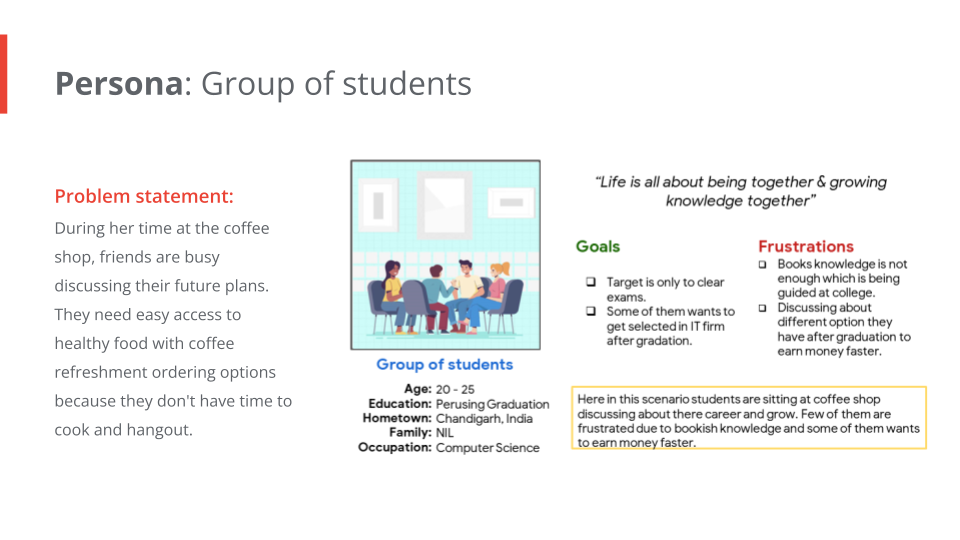 Persona: Group of students
Problem statement:
During her time at the coffee
shop, friends are busy
discussing their future plans.
They need easy access to
healthy food with coffee
refreshment ordering options
because they don't have time to
cook and hangout.
Group of students
Age: 20 - 25
Education: Perusing Graduation
Hometown: Chandigarh, India
Family: NIL
Occupation: Computer Science
“Life is all about being together & growing
knowledge together”
Goals
Target is only to clear
exams.
Some of them wants to
get selected in IT firm
after gradation.
Frustrations
Books knowledge is not
enough which is being
guided at college.
Discussing about
different option they
have after graduation to
earn money faster.
Here in this scenario students are sitting at coffee shop
discussing about there career and grow. Few of them are
frustrated due to bookish knowledge and some of them wants
to earn money faster.